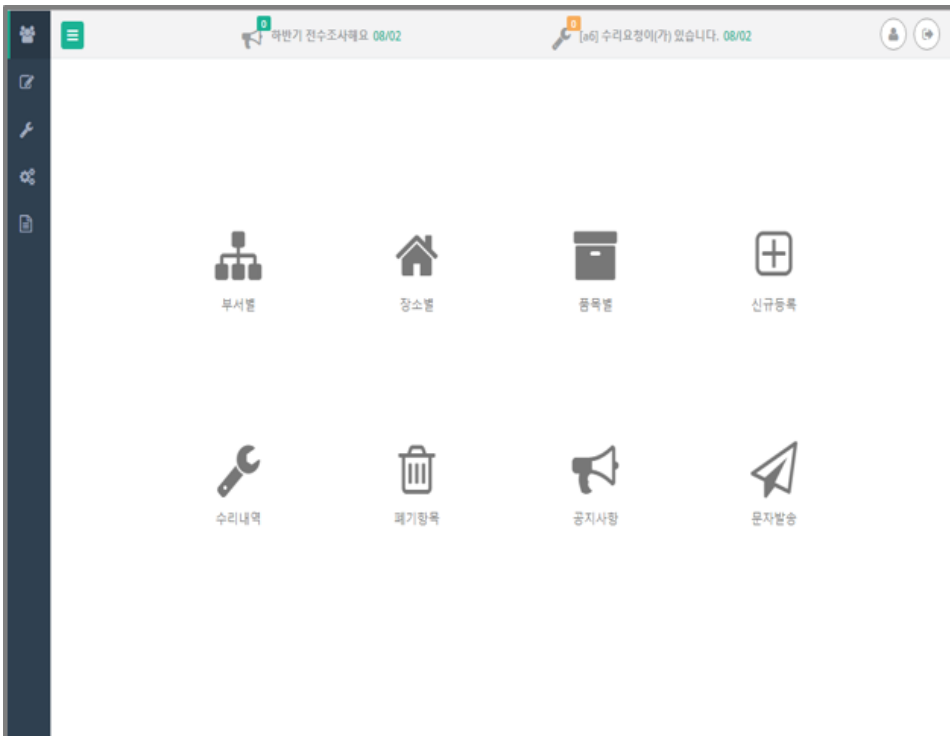 0
하반기 전수조사해요 08/02
0
[a6] 수리요청이(가) 있습니다. 08/02
부서별
장소별
품목별
신규등록
수리내역
폐기항목
공지사항
문자발송